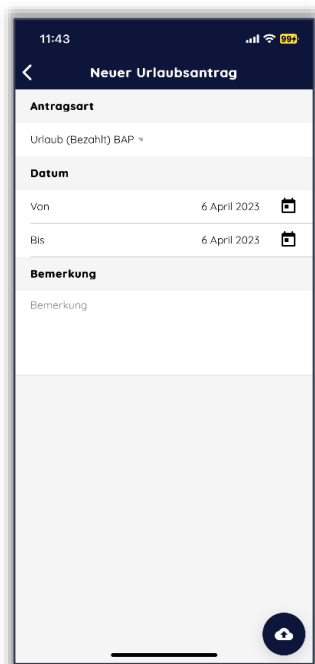 11:43
99+
Neuer Urlaubsantrag
Antragsart
Urlaub (Bezahlt) BAP
Datum
Von 6 April 2023
Bis 6 April 2023
Bemerkung
Bemerkung